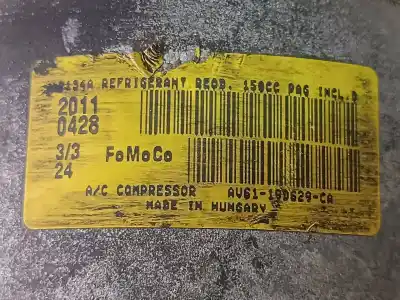 R134A REFRIGERANT REQD. 150CC PAG INCL.D
2011
0428
3/3 FoMoCo
24
A/C COMPRESSOR AV61-19D629-CA
MADE IN HUNGARY